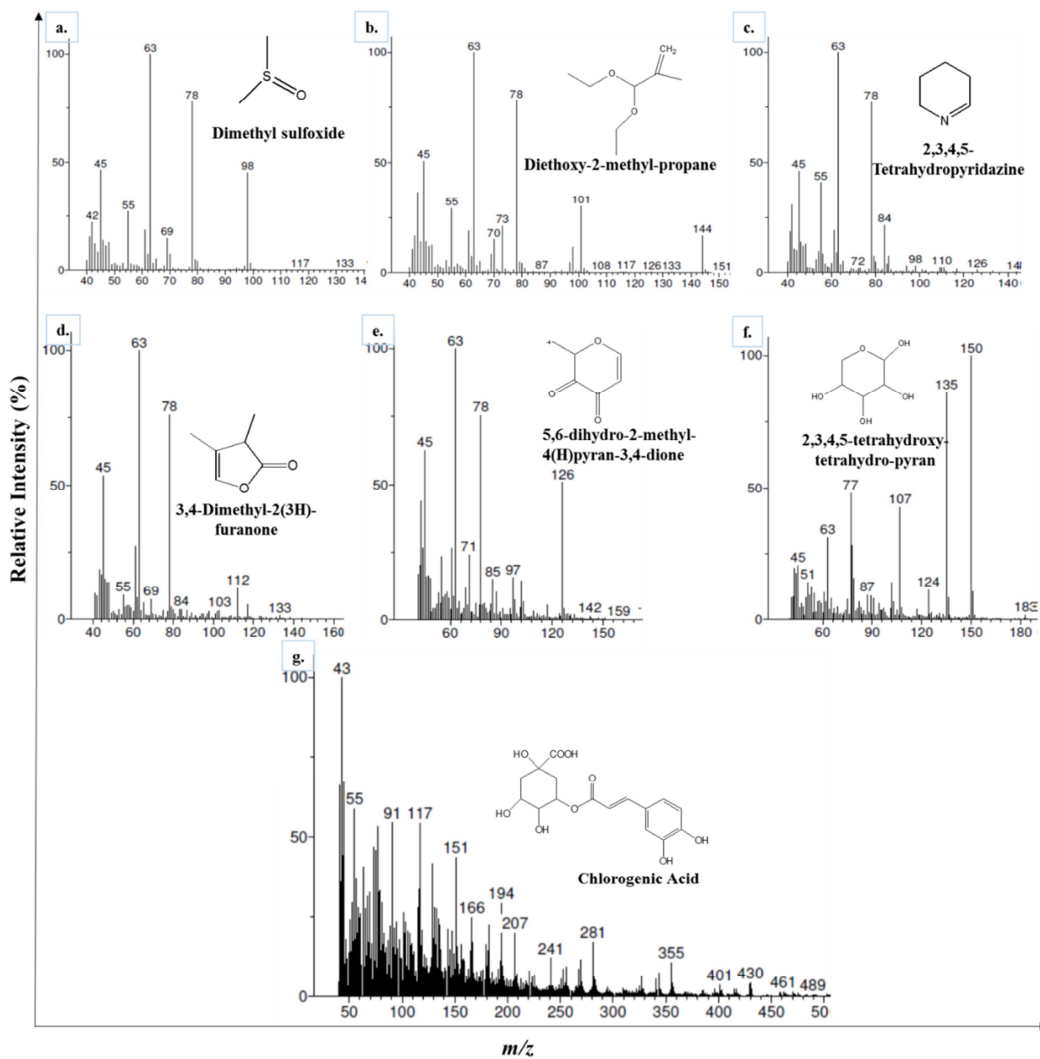 a.
100
50
0
63
78
45
98
42
55
69
117
133
40
60
80
100
120
14
S
O
Dimethyl sulfoxide
b.
100
50
0
63
78
45
55
73
70
101
144
87
108
117
126
133
151
40 50 60 70 80 90 100 110 120 130 140 150
CH2
O
O
Diethoxy-2-methyl-propane
c.
100
50
0
63
78
45
55
84
72
98
110
126
40
60
80
100
120
14
N
2,3,4,5-
Tetrahydropyridazine
d.
100
50
0
63
78
45
55
69
84
103
112
133
40 60 80 100 120 140 160
O
O
3,4-Dimethyl-2(3H)-
furanone
e.
100
50
0
63
78
45
71
85
97
126
142
159
60
90
120
150
O
O
O
5,6-dihydro-2-methyl-
4(H)pyran-3,4-dione
f.
100
50
0
150
135
77
107
63
45
51
87
124
60 90 120 150 180
O
OH
HO
OH
OH
2,3,4,5-tetrahydroxy-
tetrahydro-pyran
g.
100
50
0
43
55
91
117
151
166
194
207
241
281
355
401
430
461
489
50 100 150 200 250 300 350 400 450 50
HO
COOH
HO
OH
O
O
OH
OH
Chlorogenic Acid
Relative Intensity (%)
m/z